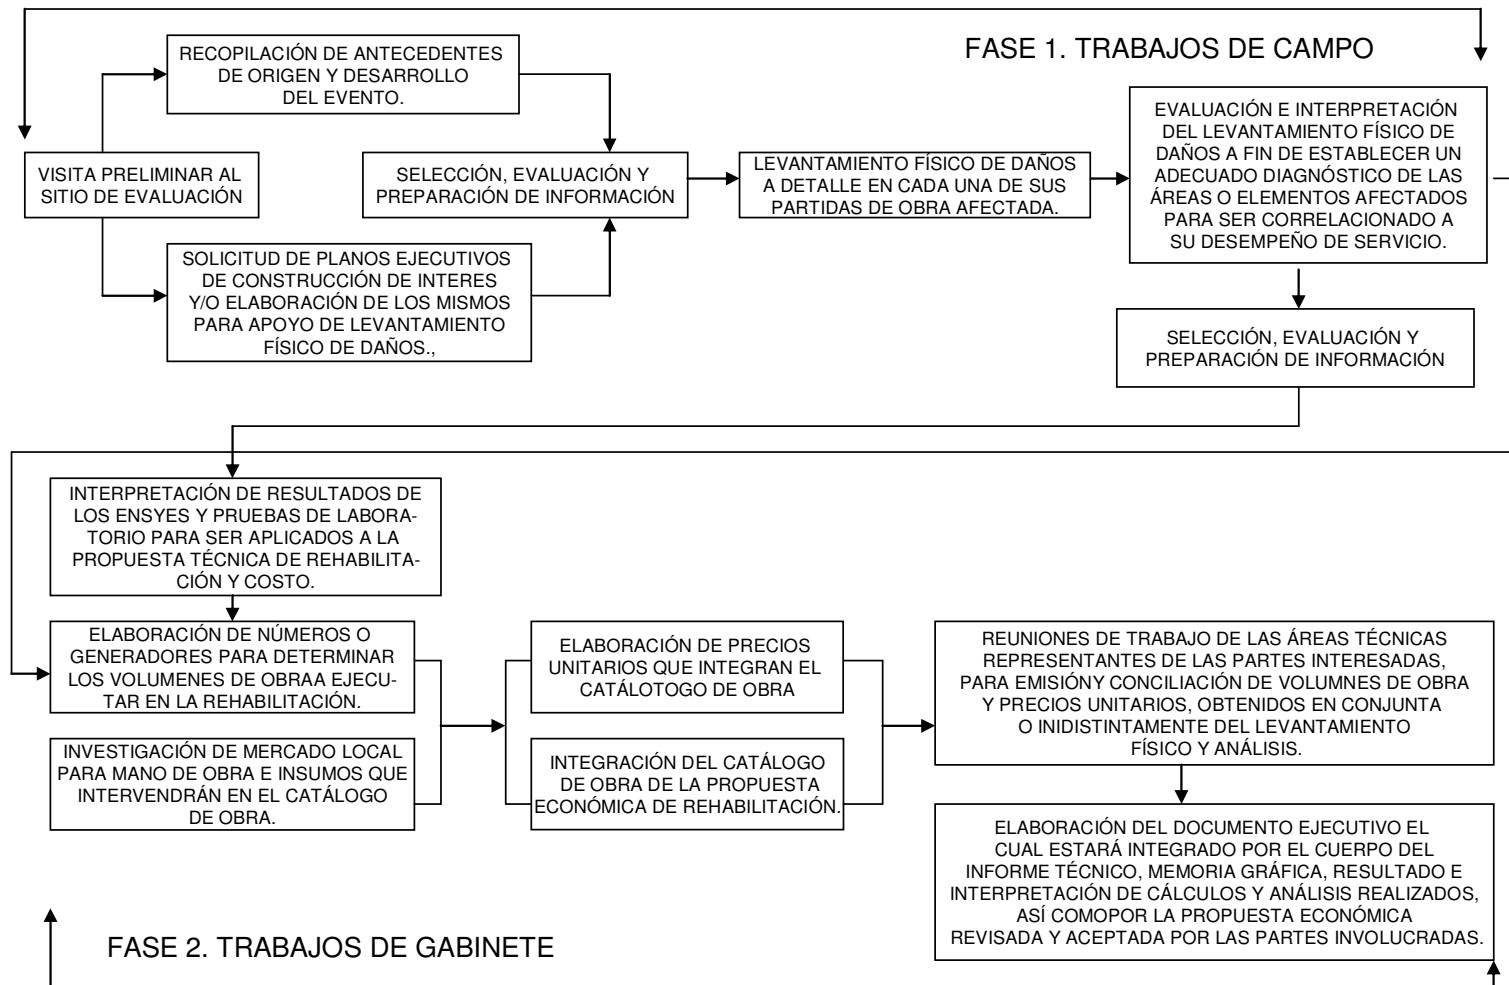 FASE 1. TRABAJOS DE CAMPO
RECOPILACIÓN DE ANTECEDENTES
DE ORIGEN Y DESARROLLO
DEL EVENTO.
VISITA PRELIMINAR AL
SITIO DE EVALUACIÓN
SOLICITUD DE PLANOS EJECUTIVOS
DE CONSTRUCCIÓN DE INTERES
Y/O ELABORACIÓN DE LOS MISMOS
PARA APOYO DE LEVANTAMIENTO
FÍSICO DE DAÑOS.,
SELECCIÓN, EVALUACIÓN Y
PREPARACIÓN DE INFORMACIÓN
LEVANTAMIENTO FÍSICO DE DAÑOS
A DETALLE EN CADA UNA DE SUS
PARTIDAS DE OBRA AFECTADA.
EVALUACIÓN E INTERPRETACIÓN
DEL LEVANTAMIENTO FÍSICO DE
DAÑOS A FIN DE ESTABLECER UN
ADECUADO DIAGNÓSTICO DE LAS
ÁREAS O ELEMENTOS AFECTADOS
PARA SER CORRELACIONADO A
SU DESEMPEÑO DE SERVICIO.
SELECCIÓN, EVALUACIÓN Y
PREPARACIÓN DE INFORMACIÓN
INTERPRETACIÓN DE RESULTADOS DE
LOS ENSYES Y PRUEBAS DE LABORA-
TORIO PARA SER APLICADOS A LA
PROPUESTA TÉCNICA DE REHABILITA-
CIÓN Y COSTO.
ELABORACIÓN DE NÚMEROS O
GENERADORES PARA DETERMINAR
LOS VOLUMENES DE OBRAA EJECU-
TAR EN LA REHABILITACIÓN.
INVESTIGACIÓN DE MERCADO LOCAL
PARA MANO DE OBRA E INSUMOS QUE
INTERVENDRÁN EN EL CATÁLOGO
DE OBRA.
ELABORACIÓN DE PRECIOS
UNITARIOS QUE INTEGRAN EL
CATÁLOTOGO DE OBRA
INTEGRACIÓN DEL CATÁLOGO
DE OBRA DE LA PROPUESTA
ECONÓMICA DE REHABILITACIÓN.
REUNIONES DE TRABAJO DE LAS ÁREAS TÉCNICAS
REPRESENTANTES DE LAS PARTES INTERESADAS,
PARA EMISIÓNY CONCILIACIÓN DE VOLUMNES DE OBRA
Y PRECIOS UNITARIOS, OBTENIDOS EN CONJUNTA
O INIDISTINTAMENTE DEL LEVANTAMIENTO
FÍSICO Y ANÁLISIS.
ELABORACIÓN DEL DOCUMENTO EJECUTIVO EL
CUAL ESTARÁ INTEGRADO POR EL CUERPO DEL
INFORME TÉCNICO, MEMORIA GRÁFICA, RESULTADO E
INTERPRETACIÓN DE CÁLCULOS Y ANÁLISIS REALIZADOS,
ASÍ COMOPOR LA PROPUESTA ECONÓMICA
REVISADA Y ACEPTADA POR LAS PARTES INVOLUCRADAS.
FASE 2. TRABAJOS DE GABINETE